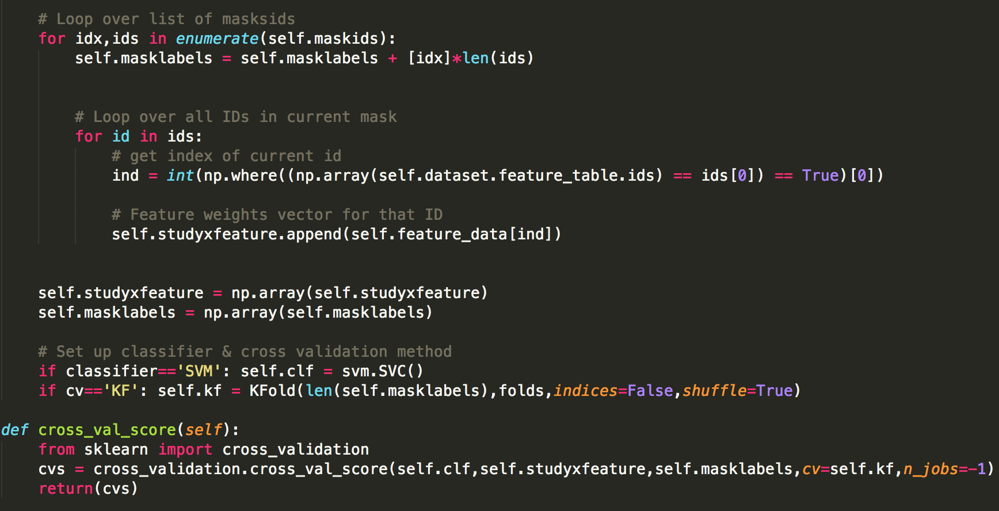 # Loop over list of masksids
for idx,ids in enumerate(self.maskids):
self.masklabels = self.masklabels + [idx]*len(ids)
# Loop over all IDs in current mask
for id in ids:
# get index of current id
ind = int(np.where((np.array(self.dataset.feature_table.ids) == ids[0]) == True)[0])
# Feature weights vector for that ID
self.studyxfeature.append(self.feature_data[ind])
self.studyxfeature = np.array(self.studyxfeature)
self.masklabels = np.array(self.masklabels)
# Set up classifier & cross validation method
if classifier=='SVM': self.clf = svm.SVC()
if cv=='KF': self.kf = KFold(len(self.masklabels),folds,indices=False,shuffle=True)
def cross_val_score(self):
from sklearn import cross_validation
cvs = cross_validation.cross_val_score(self.clf,self.studyxfeature,self.masklabels,cv=self.kf,n_jobs=-1)
return(cvs)